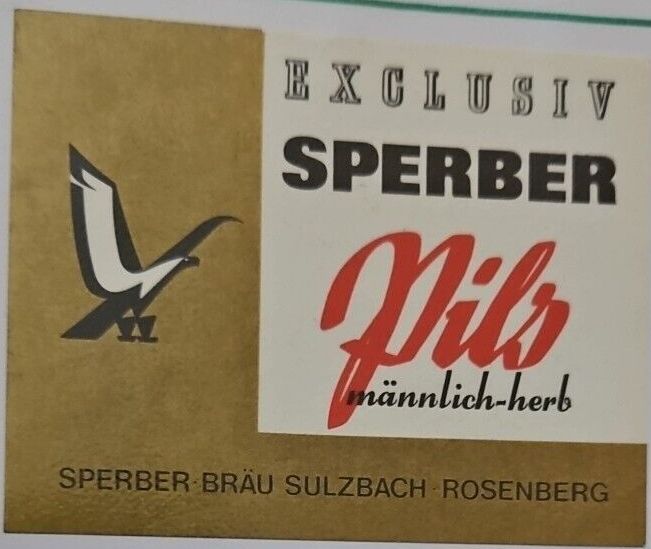 EXCLUSIV
SPERBER
Pils
männlich-herb
SPERBER·BRÄU SULZBACH·ROSENBERG